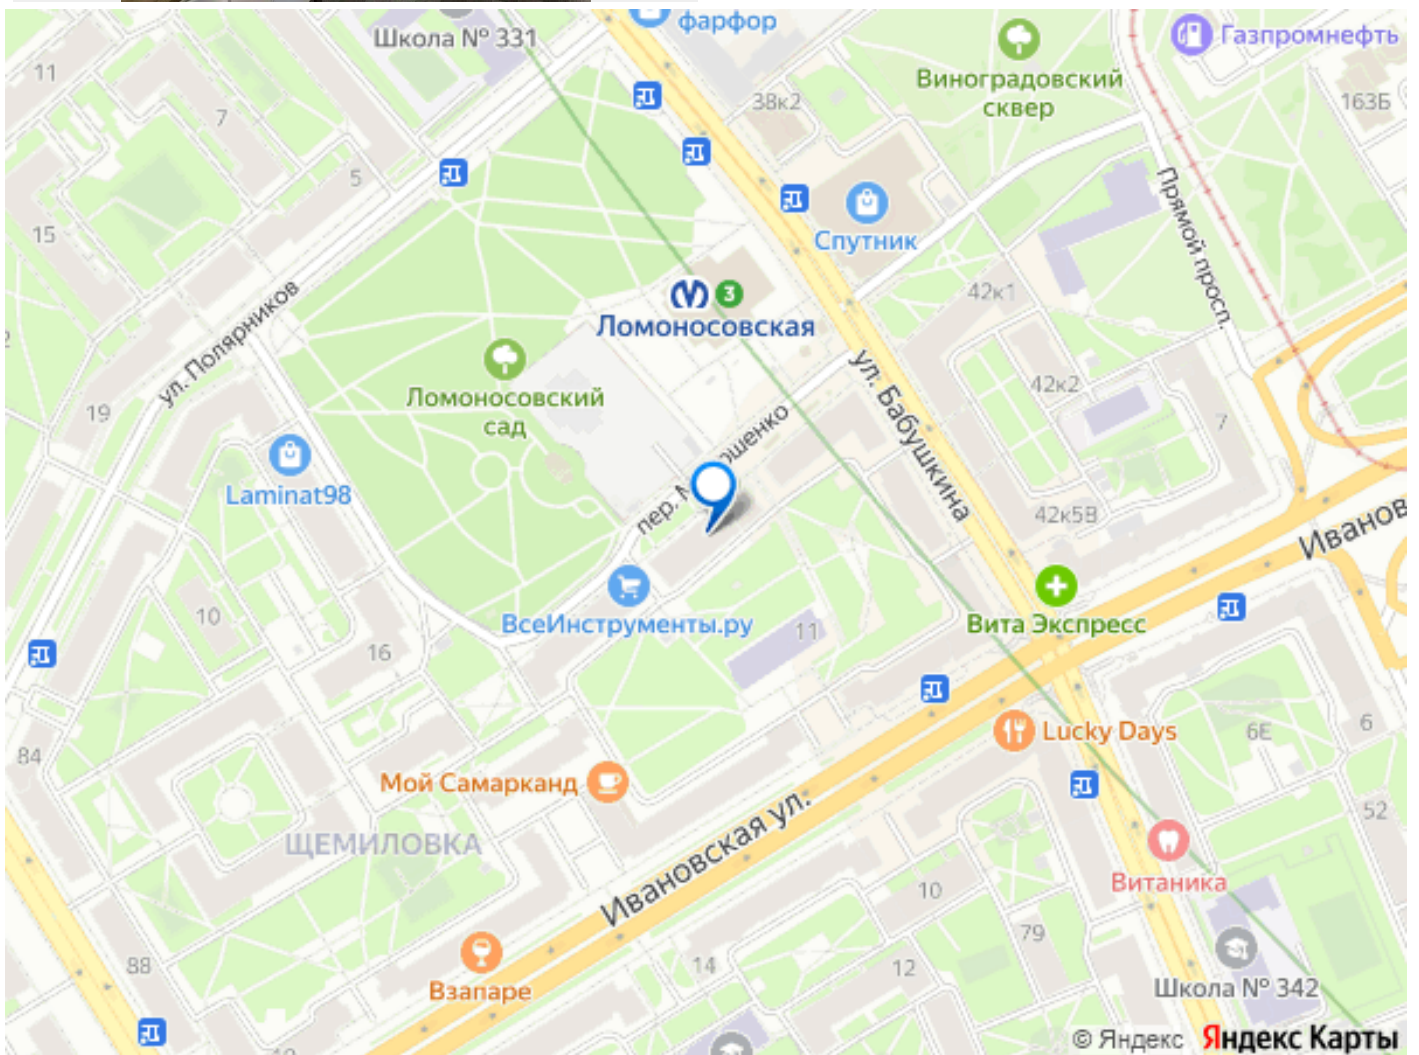 фарфор
Школа № 331
Газпромнефть
11
Виноградовский
сквер
38к2
163Б
7
5
Прямой просп.
15
Спутник
3
Ломоносовская
42к1
ул. Полярников
Ломоносовский
сад
ул. Бабушкина
42к2
19
7
пер.
Laminat98
42к5В
Иванов
ВсеИнструменты.ру
11
Вита Экспресс
10
16
84
Lucky Days
6Е
6
Мой Самарканд
52
ЩЕМИЛОВКА
Ивановская ул.
Витаника
10
79
88
Взапаре
14
12
Школа № 342
© Яндекс Яндекс Карты